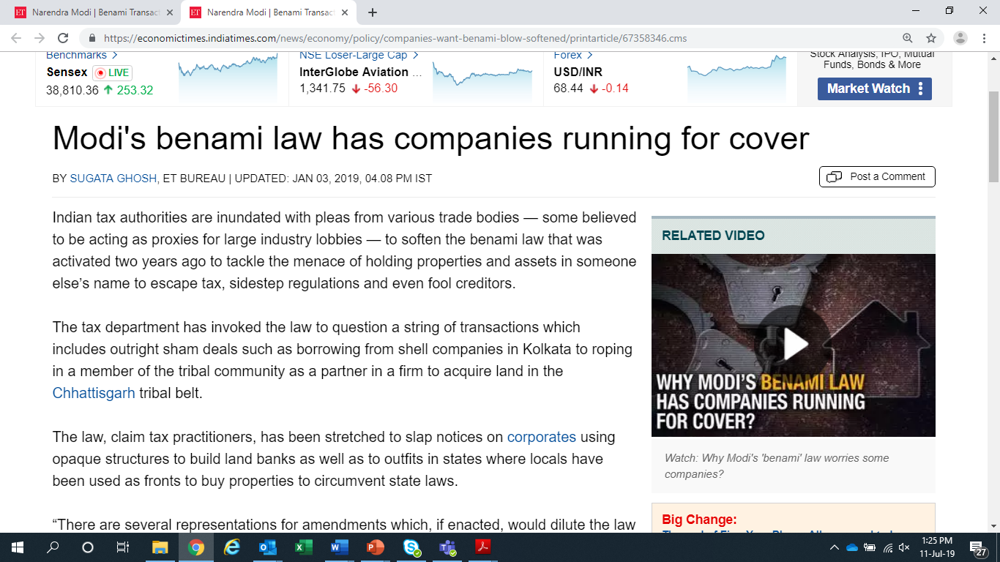 Narendra Modi | Benami Transact
Narendra Modi | Benami Transact
https://economictimes.indiatimes.com/news/economy/policy/companies-want-benami-blow-softened/printarticle/67358346.cms
Benchmarks >
Sensex LIVE
38,810.36 ↑ 253.32
NSE Loser-Large Cap >
InterGlobe Aviation ...
1,341.75 ↓ -56.30
Forex >
USD/INR
68.44 ↓ -0.14
Stock Analysis, IPO, Mutual
Funds, Bonds & More
Market Watch
Modi's benami law has companies running for cover
BY SUGATA GHOSH, ET BUREAU | UPDATED: JAN 03, 2019, 04.08 PM IST
Post a Comment
Indian tax authorities are inundated with pleas from various trade bodies — some believed
to be acting as proxies for large industry lobbies — to soften the benami law that was
activated two years ago to tackle the menace of holding properties and assets in someone
else’s name to escape tax, sidestep regulations and even fool creditors.
The tax department has invoked the law to question a string of transactions which
includes outright sham deals such as borrowing from shell companies in Kolkata to roping
in a member of the tribal community as a partner in a firm to acquire land in the
Chhattisgarh tribal belt.
The law, claim tax practitioners, has been stretched to slap notices on corporates using
opaque structures to build land banks as well as to outfits in states where locals have
been used as fronts to buy properties to circumvent state laws.
“There are several representations for amendments which, if enacted, would dilute the law
RELATED VIDEO
WHY MODI'S BENAMI LAW
HAS COMPANIES RUNNING
FOR COVER?
Watch: Why Modi's 'benami' law worries some
companies?
Big Change:
1:25 PM
11-Jul-19
27